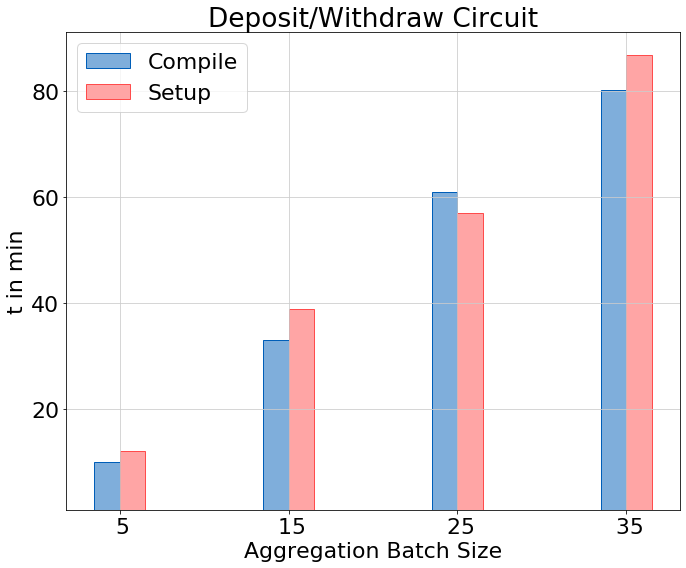 Deposit/Withdraw Circuit
Compile
Setup
80
60
40
20
t in min
5 15 25 35
Aggregation Batch Size